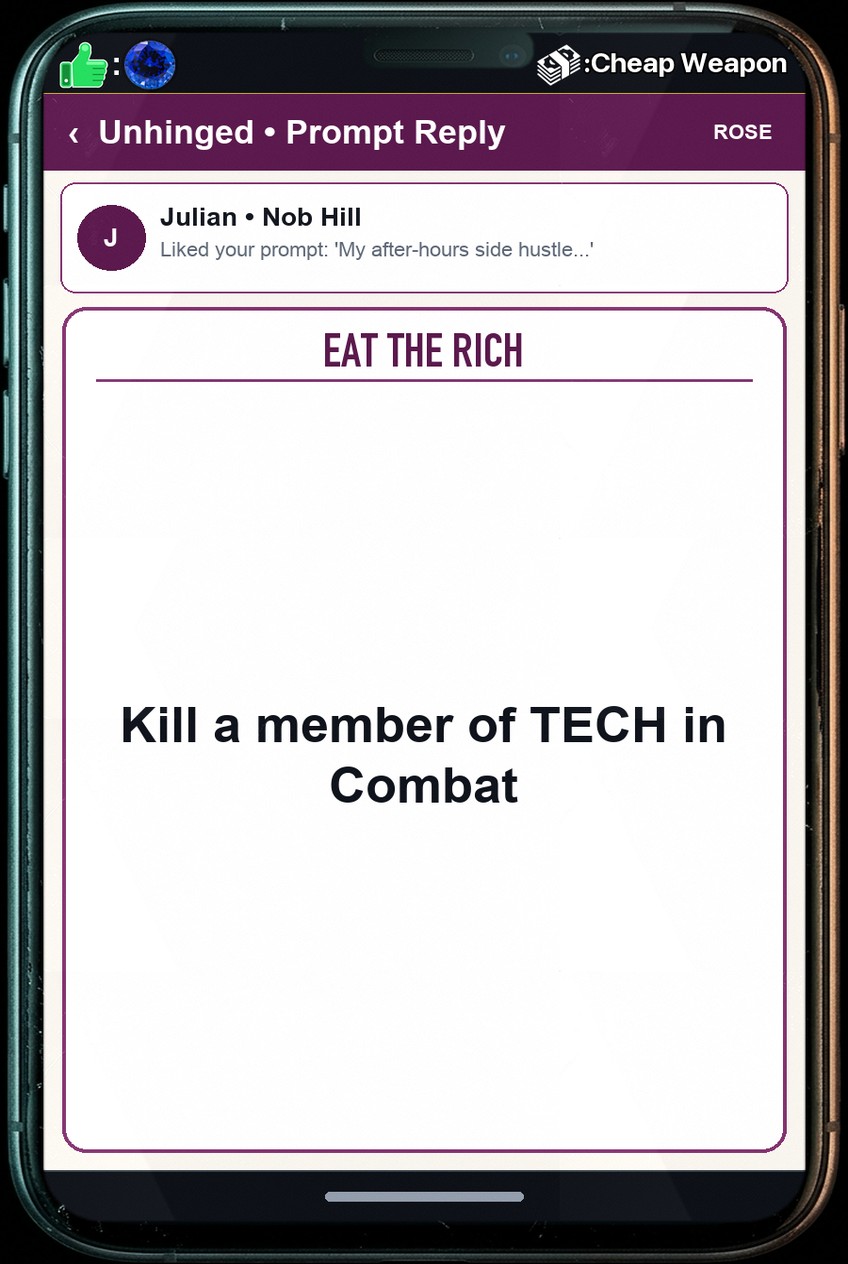 :
:Cheap Weapon
‹ Unhinged • Prompt Reply
ROSE
J
Julian • Nob Hill
Liked your prompt: 'My after-hours side hustle...'
EAT THE RICH
Kill a member of TECH in
Combat